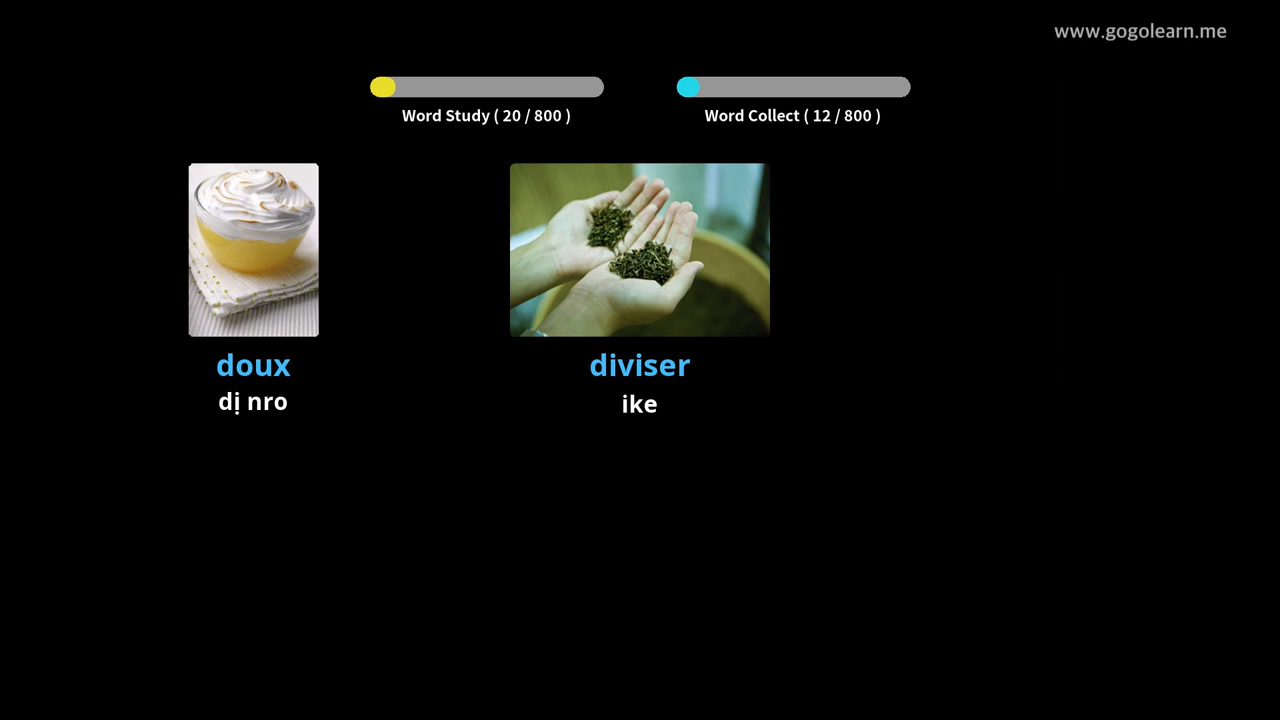 www.gogolearn.me
Word Study ( 20 / 800 )
Word Collect ( 12 / 800 )
doux
dị nro
diviser
ike